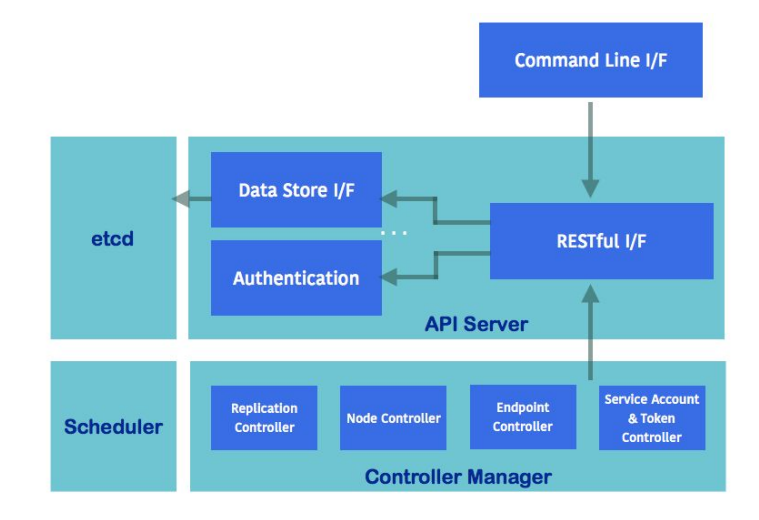 Command Line I/F
Data Store I/F
...
etcd
RESTful I/F
Authentication
API Server
Replication
Controller
Node Controller
Endpoint
Controller
Service Account
& Token
Controller
Scheduler
Controller Manager